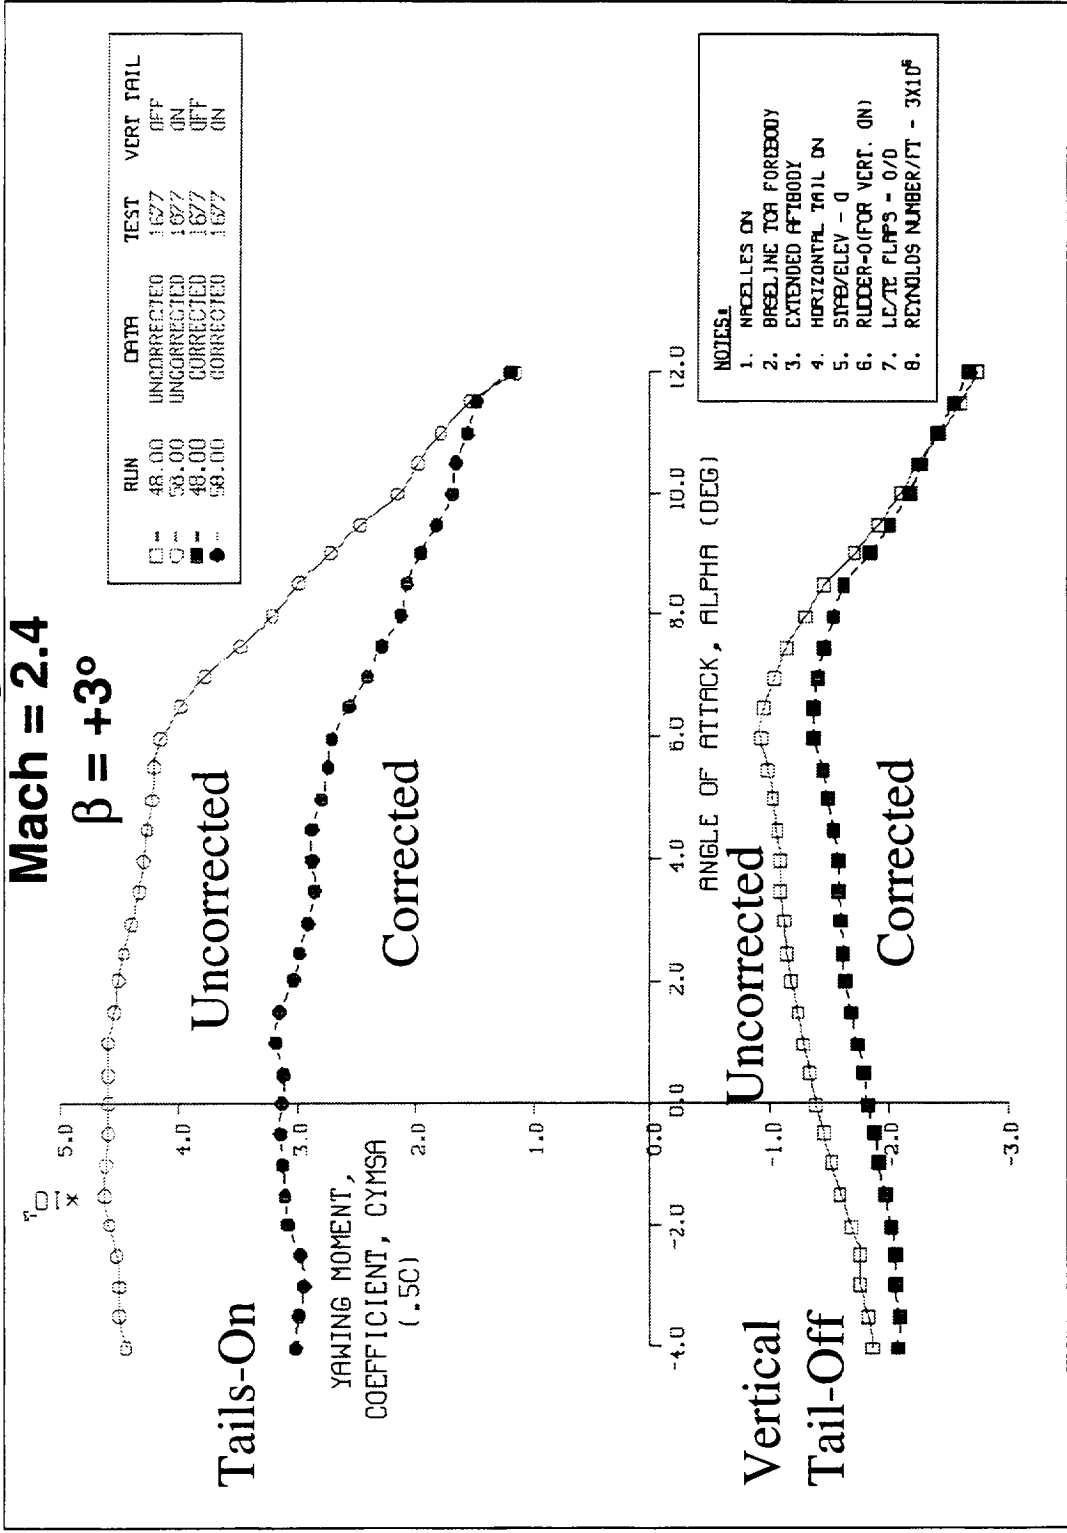 Mach = 2.4
β = +3°
RUN DATA TEST VERT TAIL
48.00 UNCORRECTED 1677 OFF
58.00 UNCORRECTED 1677 ON
48.00 CORRECTED 1677 OFF
58.00 CORRECTED 1677 ON
5.0
4.0
3.0
2.0
1.0
0.0
-1.0
-2.0
-3.0
Tails-On
Uncorrected
Corrected
YAWING MOMENT,
COEFFICIENT, CYMSA
(.5C)
-4.0 -2.0 0.0 2.0 4.0 6.0 8.0 10.0 12.0
ANGLE OF ATTACK, ALPHA (DEG)
Vertical
Tail-Off
Uncorrected
Corrected
NOTES:
1. NACELLES ON
2. BASELINE TCA FOREBODY
3. EXTENDED AFTBODY
4. HORIZONTAL TAIL ON
5. STAB/ELEV - 0
6. RUDDER-0(FOR VERT. ON)
7. LE/TE FLAPS - 0/0
8. REYNOLDS NUMBER/FT - 3X10⁶